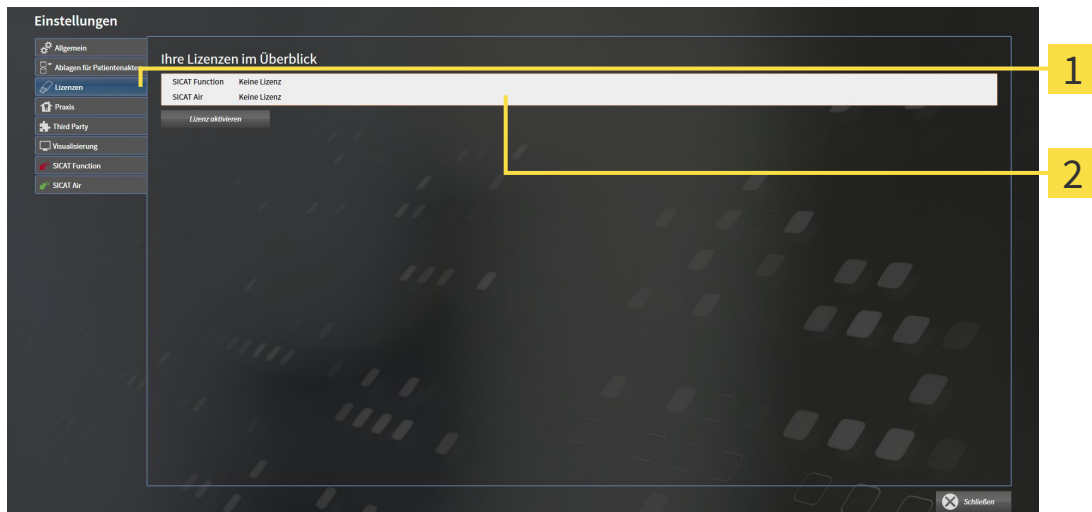 Einstellungen
Allgemein
Ablagen für Patientenakten
Lizenzen
Praxis
Third Party
Visualisierung
SICAT Function
SICAT Air
Ihre Lizenzen im Überblick
SICAT Function Keine Lizenz
SICAT Air Keine Lizenz
Lizenz aktivieren
1
2
Schließen